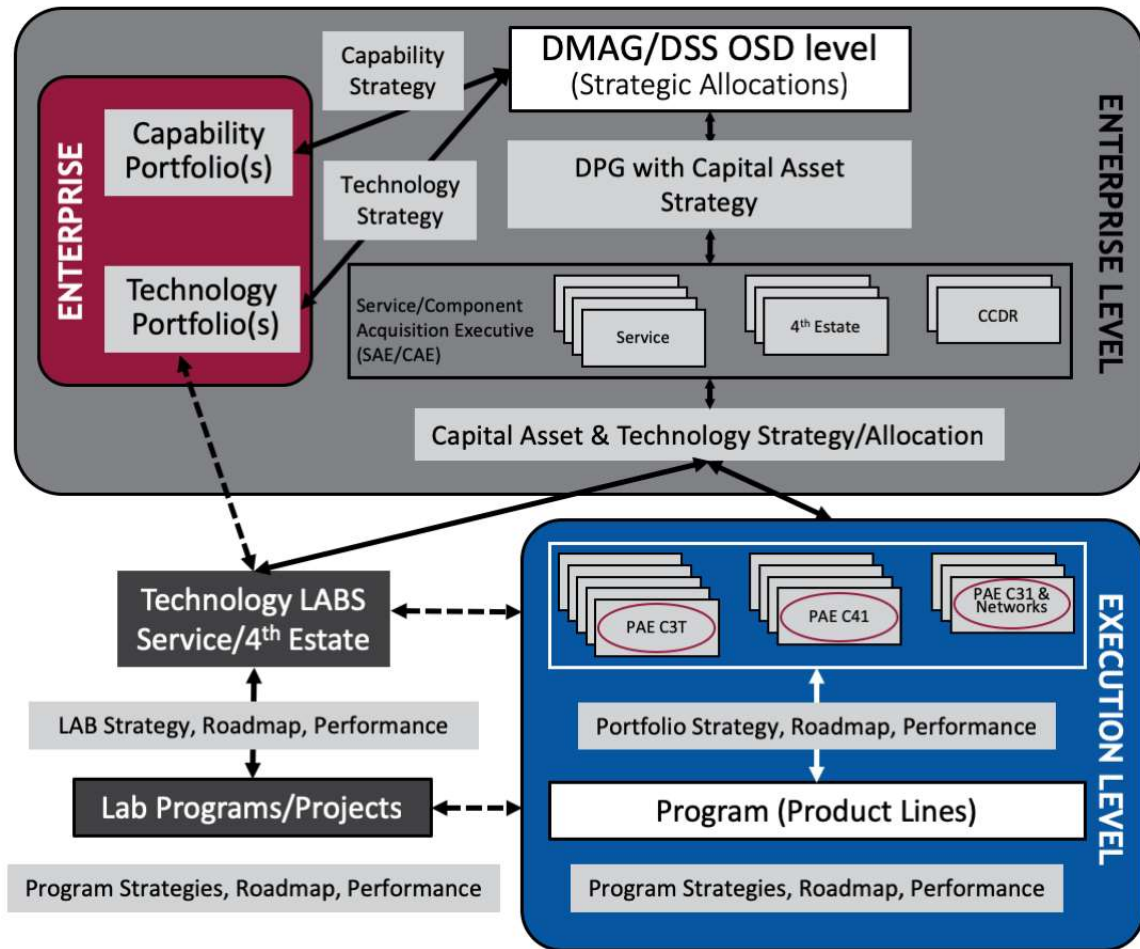 DMAG/DSS OSD level
(Strategic Allocations)
Capability
Strategy
ENTERPRISE
Capability
Portfolio(s)
Technology
Strategy
DPG with Capital Asset
Strategy
ENTERPRISE LEVEL
Technology
Portfolio(s)
Service/Component
Acquisition Executive
(SAE/CAE)
Service
4th Estate
CCDR
Capital Asset & Technology Strategy/Allocation
Technology LABS
Service/4th Estate
PAE C3T
PAE C41
PAE C31 &
Networks
EXECUTION LEVEL
LAB Strategy, Roadmap, Performance
Portfolio Strategy, Roadmap, Performance
Lab Programs/Projects
Program (Product Lines)
Program Strategies, Roadmap, Performance
Program Strategies, Roadmap, Performance